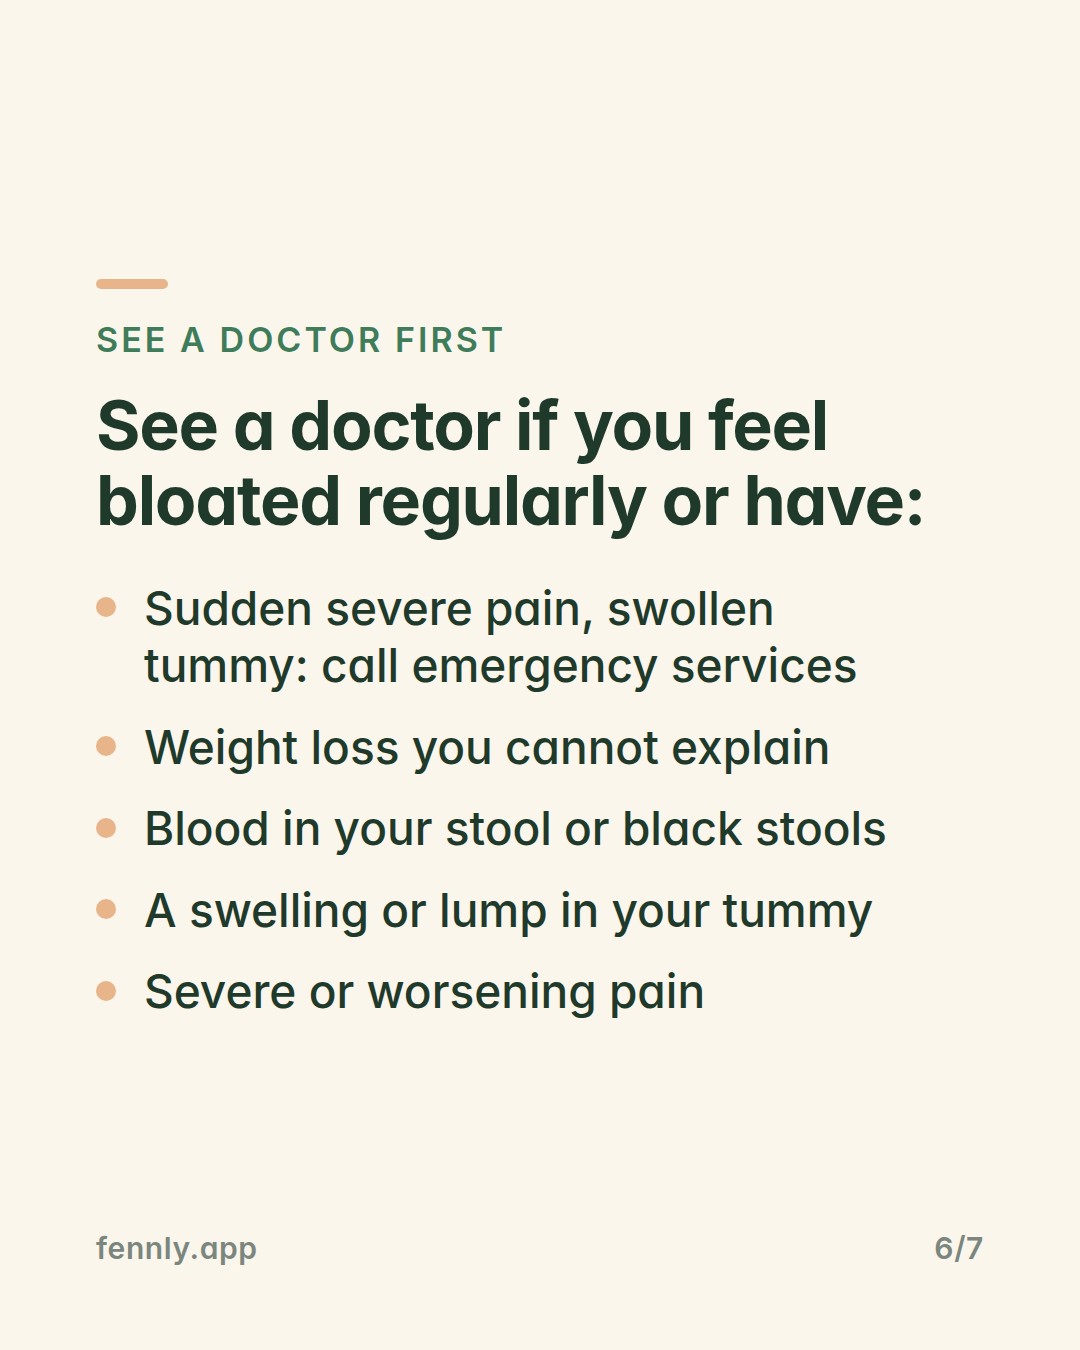 SEE A DOCTOR FIRST
See a doctor if you feel
bloated regularly or have:
Sudden severe pain, swollen
tummy: call emergency services
Weight loss you cannot explain
Blood in your stool or black stools
A swelling or lump in your tummy
Severe or worsening pain
fennly.app
6/7